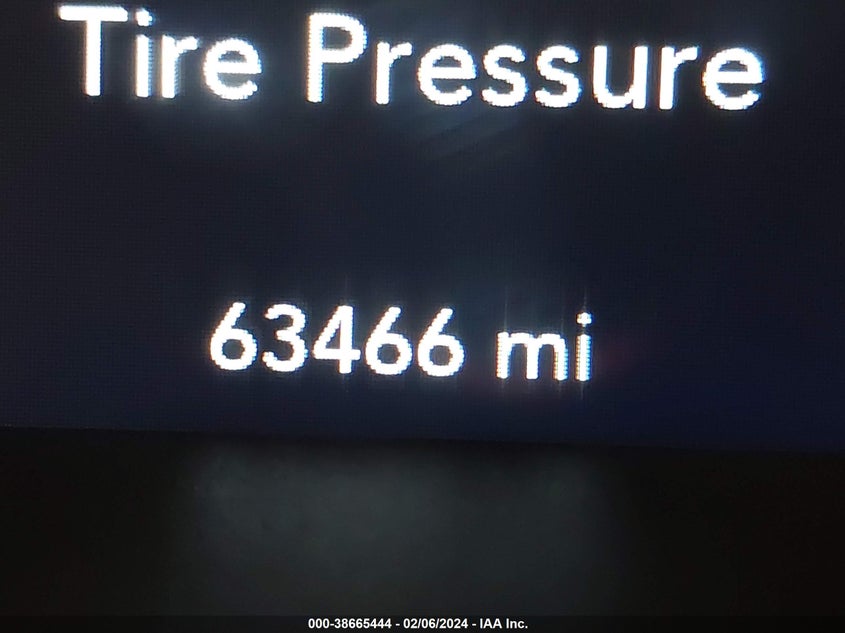 Tire Pressure
63466 mi
000-38665444 - 02/06/2024 - IAA Inc.